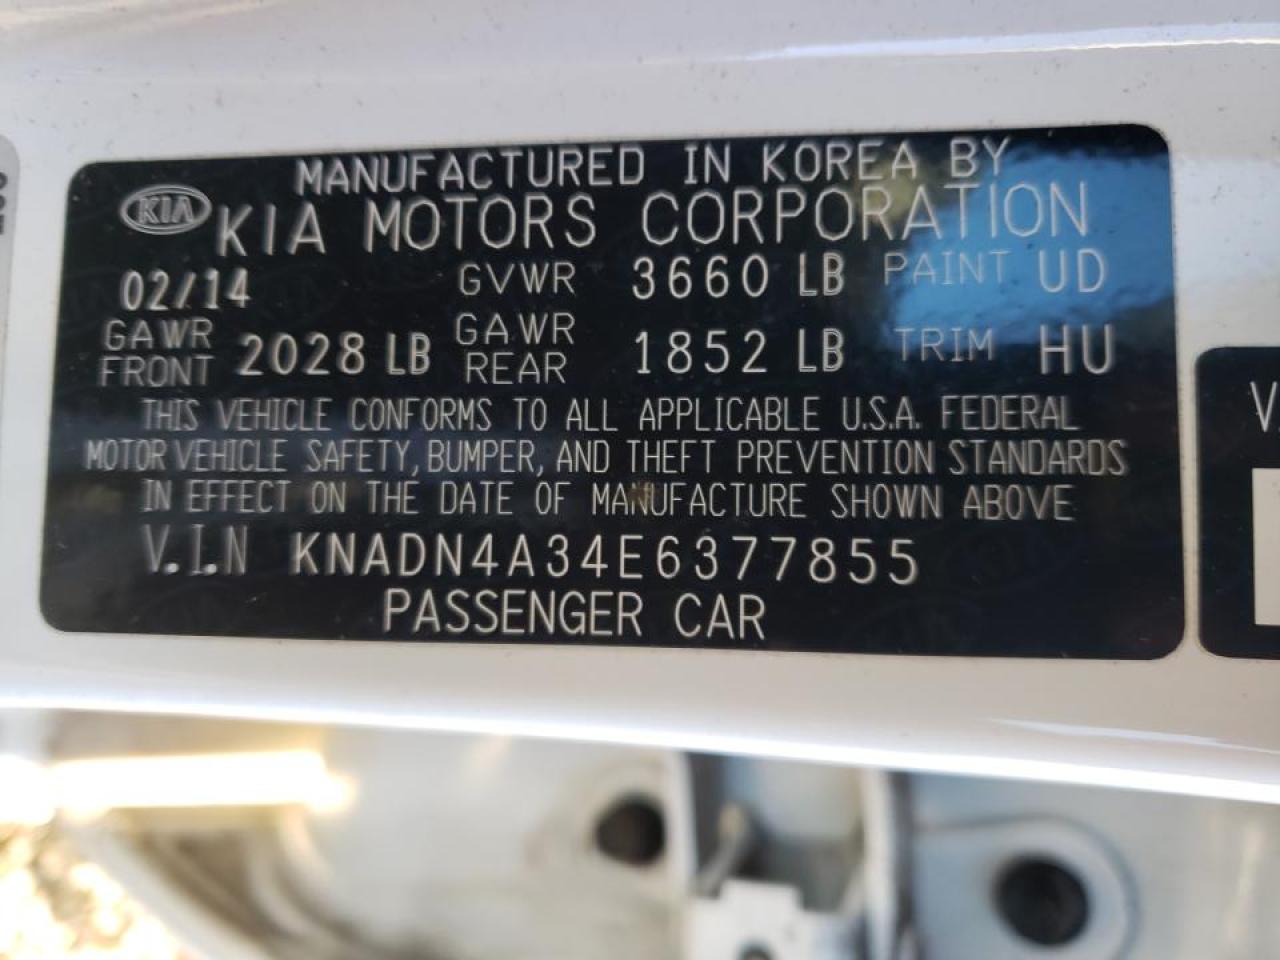 MANUFACTURED IN KOREA BY
KIA KIA MOTORS CORPORATION
02/14 GVWR 3660 LB PAINT UD
GAWR FRONT 2028 LB GAWR REAR 1852 LB TRIM HU
THIS VEHICLE CONFORMS TO ALL APPLICABLE U.S.A. FEDERAL
MOTOR VEHICLE SAFETY, BUMPER, AND THEFT PREVENTION STANDARDS
IN EFFECT ON THE DATE OF MANUFACTURE SHOWN ABOVE
V.I.N KNADN4A34E6377855
PASSENGER CAR